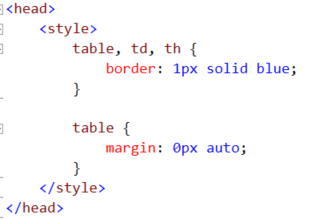 <head>
<style>
table, td, th {
border: 1px solid blue;
}
table {
margin: 0px auto;
}
</style>
</head>